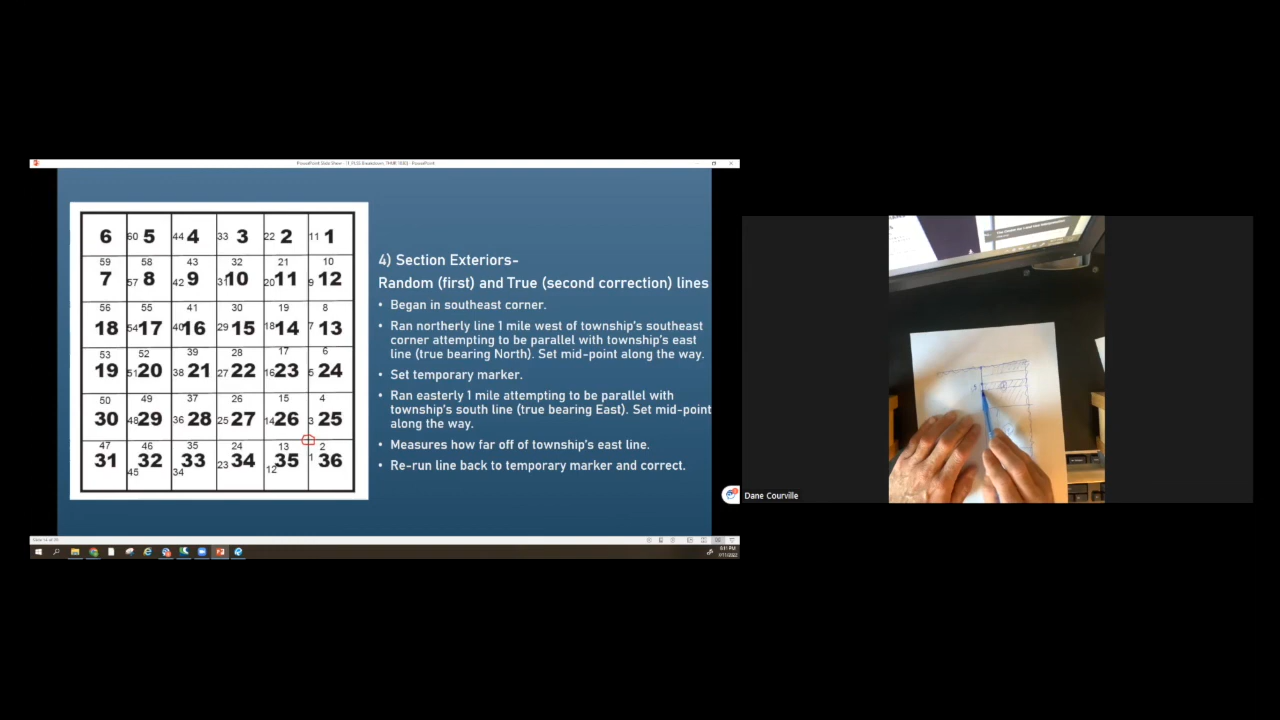 PowerPoint Slide Show - [1_PLSS Boundaries_THUR 1030] - PowerPoint
6 60 5 44 4 33 3 22 2 11 1
59 58 43 32 21 10
7 57 8 42 9 31 10 20 11 9 12
56 55 41 30 19 8
18 54 17 40 16 29 15 18 14 7 13
53 52 39 28 17 6
19 51 20 38 21 27 22 16 23 5 24
50 49 37 26 15 4
30 48 29 36 28 25 27 14 26 3 25
47 46 35 24 13 2
31 32 33 34 35 1 36
45 34 23 12
4) Section Exteriors-
Random (first) and True (second correction) lines
• Began in southeast corner.
• Ran northerly line 1 mile west of township's southeast
corner attempting to be parallel with township's east
line (true bearing North). Set mid-point along the way.
• Set temporary marker.
• Ran easterly 1 mile attempting to be parallel with
township's south line (true bearing East). Set mid-point
along the way.
• Measures how far off of township's east line.
• Re-run line back to temporary marker and correct.
Dane Courville